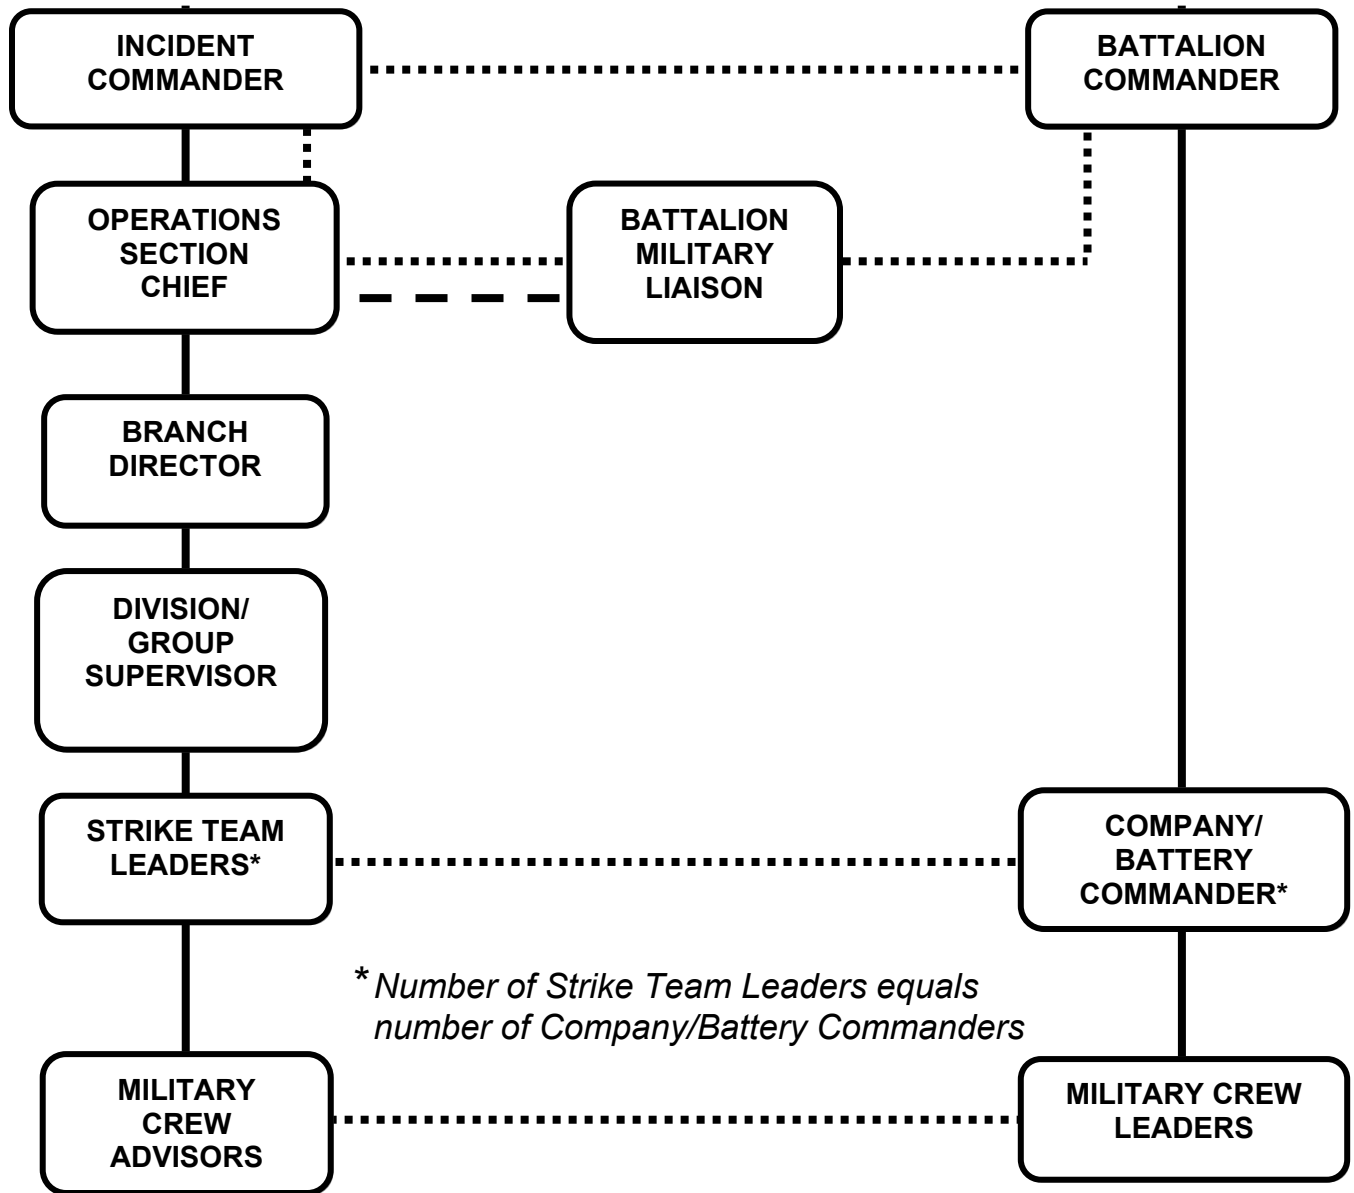 INCIDENT
COMMANDER
BATTALION
COMMANDER
OPERATIONS
SECTION
CHIEF
BATTALION
MILITARY
LIAISON
BRANCH
DIRECTOR
DIVISION/
GROUP
SUPERVISOR
STRIKE TEAM
LEADERS*
COMPANY/
BATTERY
COMMANDER*
* Number of Strike Team Leaders equals
number of Company/Battery Commanders
MILITARY
CREW
ADVISORS
MILITARY CREW
LEADERS